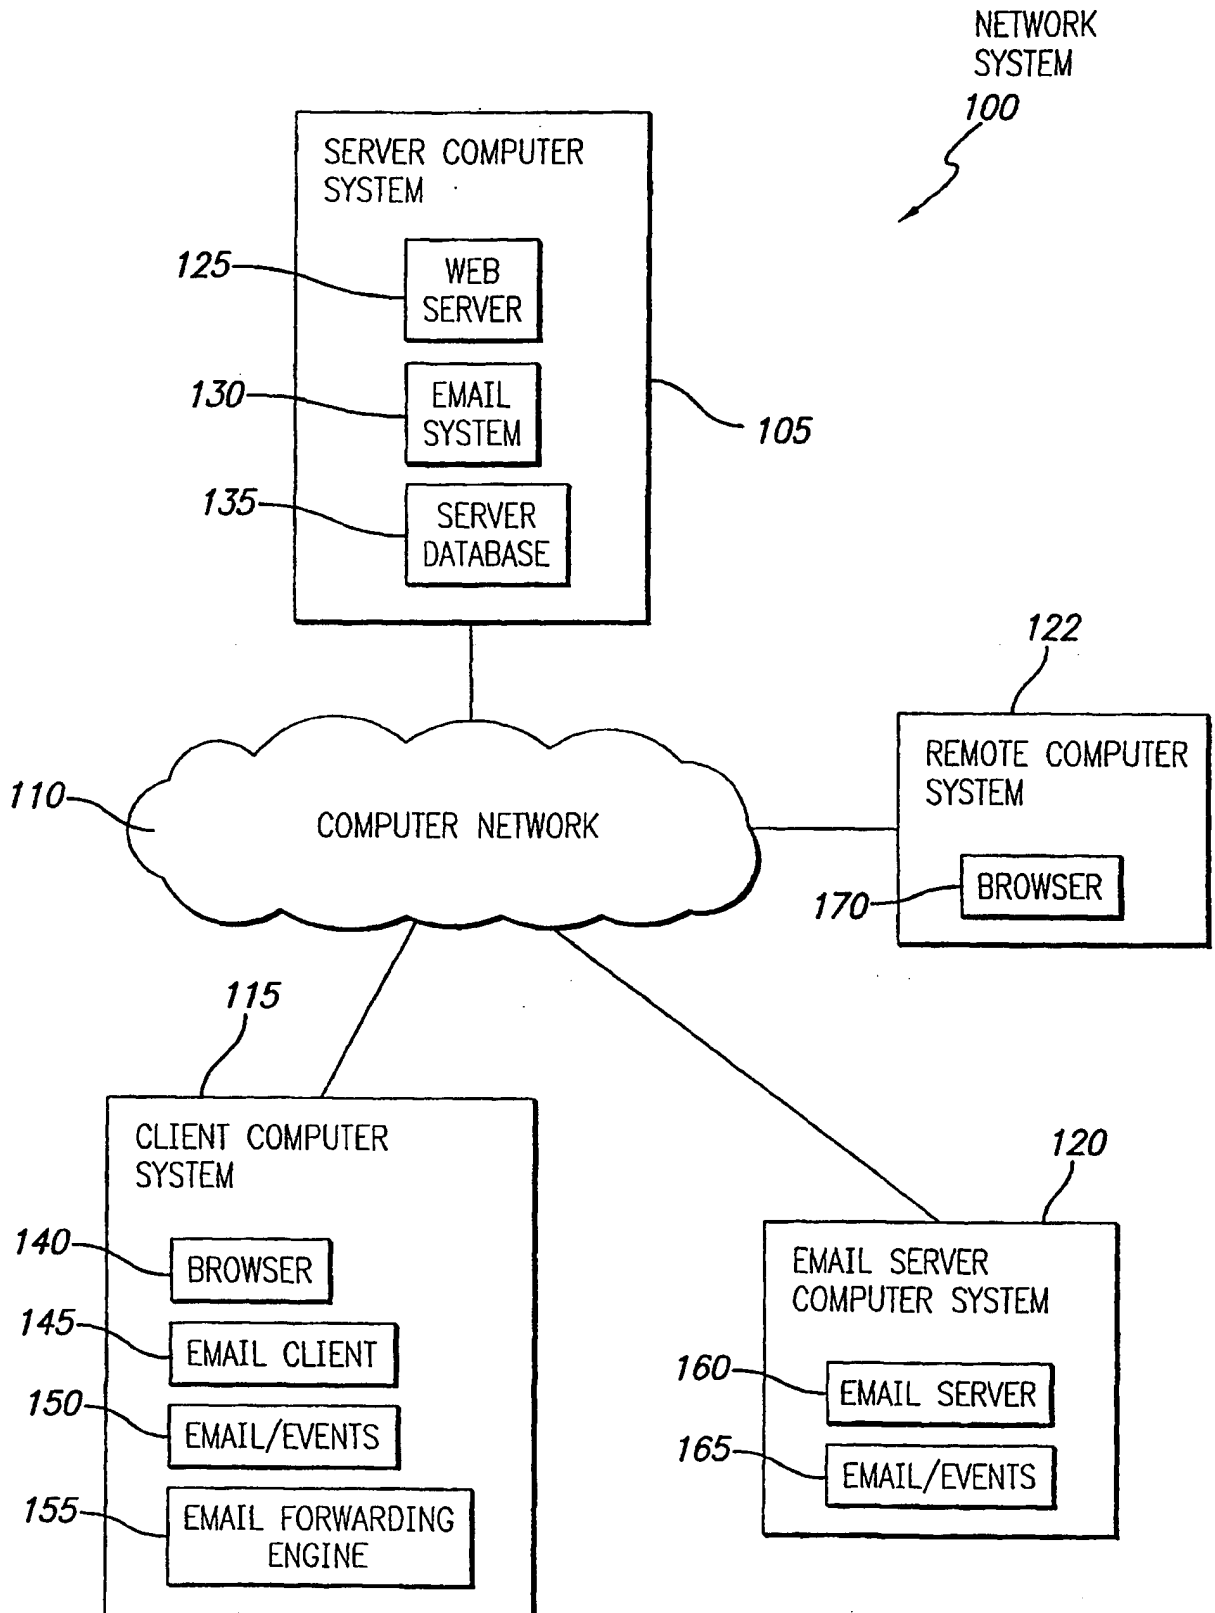 NETWORK
SYSTEM
100
SERVER COMPUTER
SYSTEM
125
WEB
SERVER
130
EMAIL
SYSTEM
105
135
SERVER
DATABASE
122
REMOTE COMPUTER
SYSTEM
110
COMPUTER NETWORK
170
BROWSER
115
CLIENT COMPUTER
SYSTEM
120
140
BROWSER
EMAIL SERVER
COMPUTER SYSTEM
145
EMAIL CLIENT
160
EMAIL SERVER
150
EMAIL/EVENTS
165
EMAIL/EVENTS
155
EMAIL FORWARDING
ENGINE